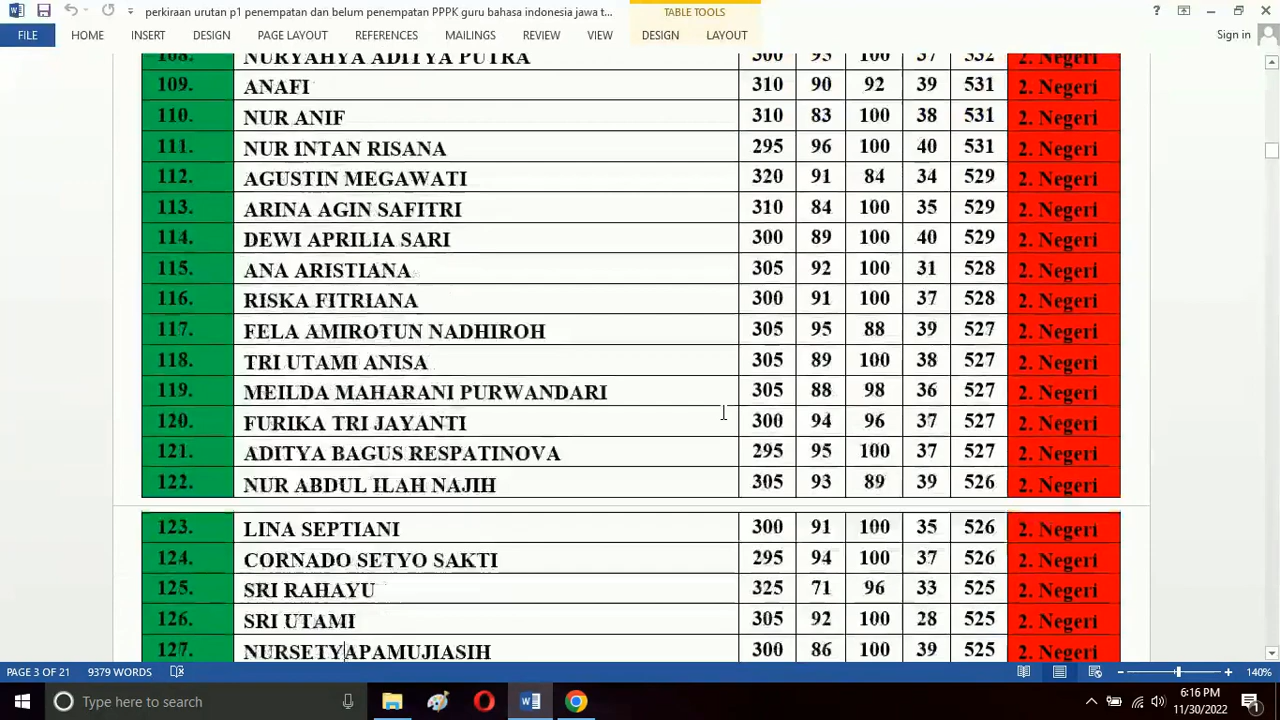 perkiraan urutan p1 penempatan dan belum penempatan PPPK guru bahasa indonesia jawa t...
TABLE TOOLS
?
FILE HOME INSERT DESIGN PAGE LAYOUT REFERENCES MAILINGS REVIEW VIEW DESIGN LAYOUT Sign in
108. NURYAHYA ADITYA PUTRA 300 95 100 37 532 2. Negeri
109. ANAFI 310 90 92 39 531 2. Negeri
110. NUR ANIF 310 83 100 38 531 2. Negeri
111. NUR INTAN RISANA 295 96 100 40 531 2. Negeri
112. AGUSTIN MEGAWATI 320 91 84 34 529 2. Negeri
113. ARINA AGIN SAFITRI 310 84 100 35 529 2. Negeri
114. DEWI APRILIA SARI 300 89 100 40 529 2. Negeri
115. ANA ARISTIANA 305 92 100 31 528 2. Negeri
116. RISKA FITRIANA 300 91 100 37 528 2. Negeri
117. FELA AMIROTUN NADHIROH 305 95 88 39 527 2. Negeri
118. TRI UTAMI ANISA 305 89 100 38 527 2. Negeri
119. MEILDA MAHARANI PURWANDARI 305 88 98 36 527 2. Negeri
120. FURIKA TRI JAYANTI 300 94 96 37 527 2. Negeri
121. ADITYA BAGUS RESPATINOVA 295 95 100 37 527 2. Negeri
122. NUR ABDUL ILAH NAJIH 305 93 89 39 526 2. Negeri
123. LINA SEPTIANI 300 91 100 35 526 2. Negeri
124. CORNADO SETYO SAKTI 295 94 100 37 526 2. Negeri
125. SRI RAHAYU 325 71 96 33 525 2. Negeri
126. SRI UTAMI 305 92 100 28 525 2. Negeri
127. NURSETYAPAMUJIASIH 300 86 100 39 525 2. Negeri
PAGE 3 OF 21 9379 WORDS 140%
Type here to search
6:16 PM
11/30/2022